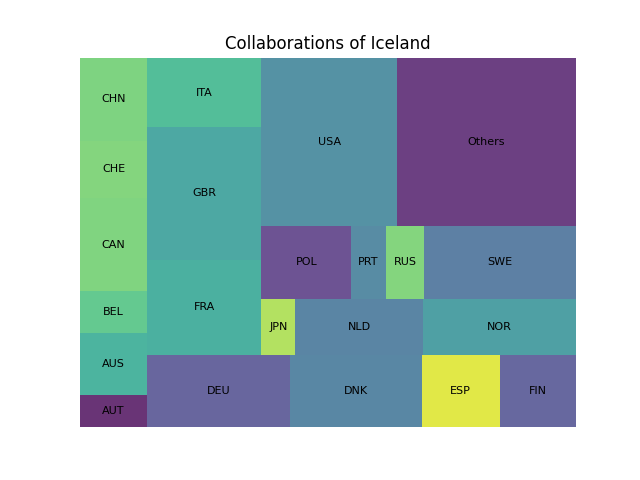 Collaborations of Iceland
CHN
ITA
USA
Others
CHE
GBR
CAN
POL
PRT
RUS
SWE
BEL
FRA
JPN
NLD
NOR
AUS
DEU
DNK
ESP
FIN
AUT